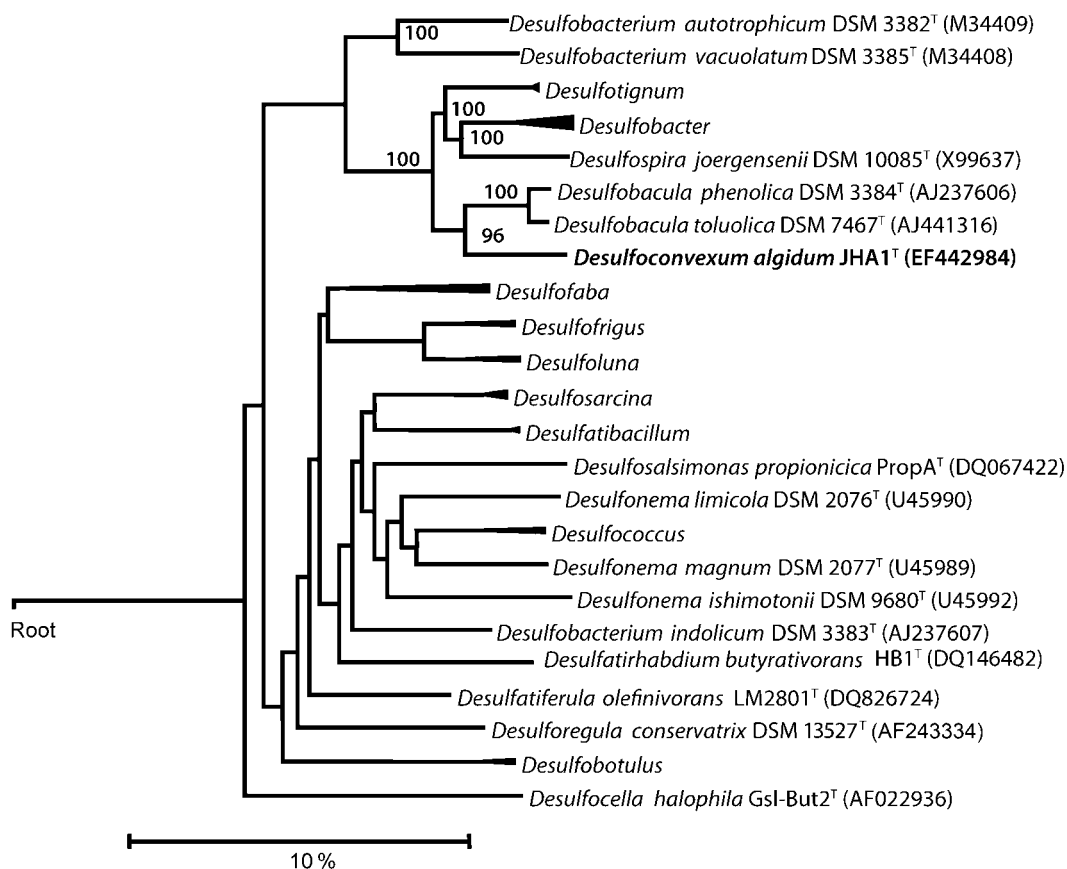 Desulfobacterium autotrophicum DSM 3382T (M34409)
100
Desulfobacterium vacuolatum DSM 3385T (M34408)
Desulfotignum
100
Desulfobacter
100
100
Desulfospira joergensenii DSM 10085T (X99637)
100
Desulfobacula phenolica DSM 3384T (AJ237606)
Desulfobacula toluolica DSM 7467T (AJ441316)
96
Desulfoconvexum algidum JHA1T (EF442984)
Desulfofaba
Desulfofrigus
Desulfoluna
Desulfosarcina
Desulfatibacillum
Desulfosalsimonas propionicica PropAT (DQ067422)
Desulfonema limicola DSM 2076T (U45990)
Desulfococcus
Desulfonema magnum DSM 2077T (U45989)
Desulfonema ishimotonii DSM 9680T (U45992)
Root
Desulfobacterium indolicum DSM 3383T (AJ237607)
Desulfatirhabdium butyrativorans HB1T (DQ146482)
Desulfatiferula olefinivorans LM2801T (DQ826724)
Desulforegula conservatrix DSM 13527T (AF243334)
Desulfobotulus
Desulfocella halophila Gsl-But2T (AF022936)
10 %